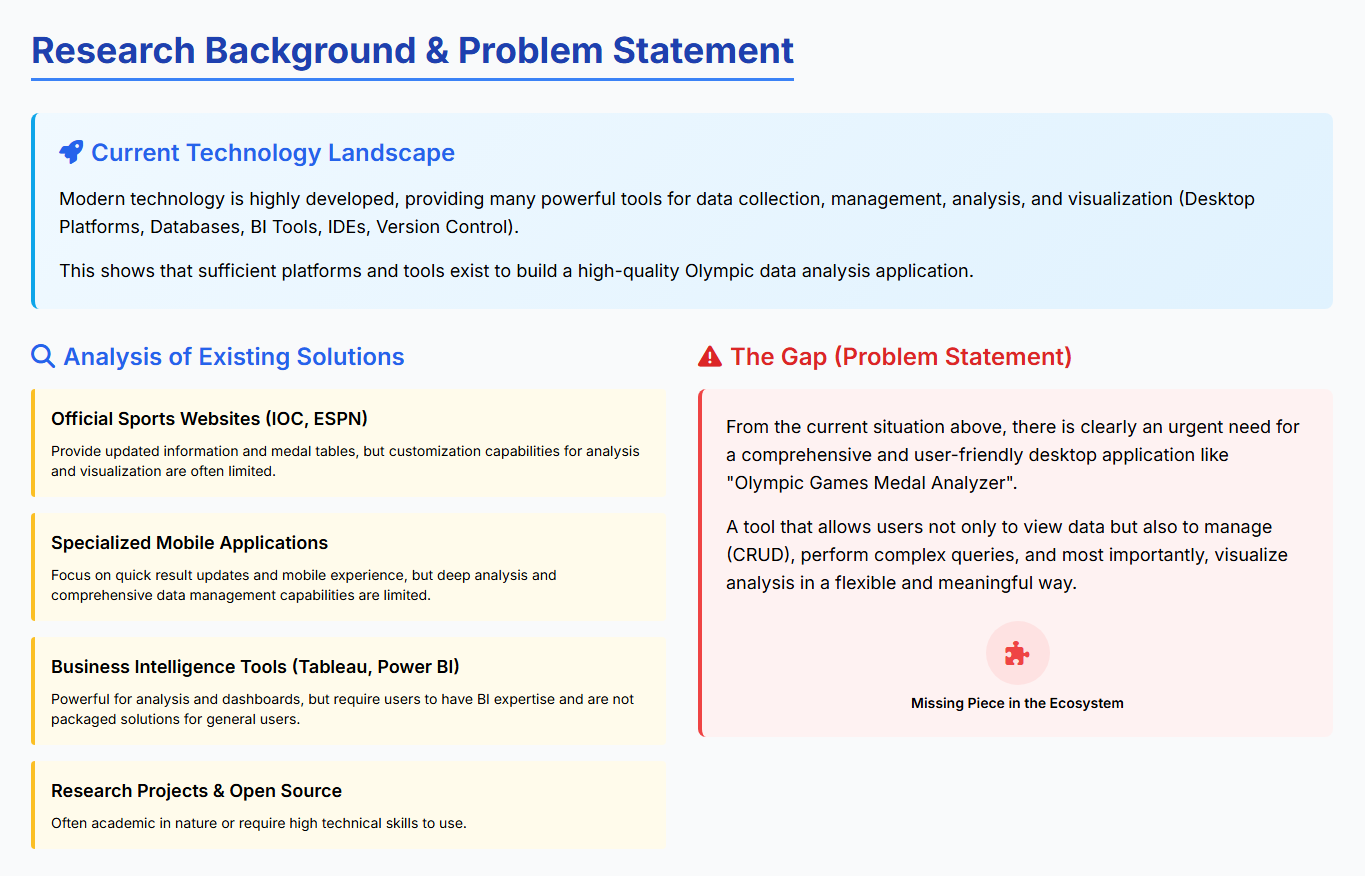 Research Background & Problem Statement
Current Technology Landscape
Modern technology is highly developed, providing many powerful tools for data collection, management, analysis, and visualization (Desktop
Platforms, Databases, BI Tools, IDEs, Version Control).
This shows that sufficient platforms and tools exist to build a high-quality Olympic data analysis application.
Analysis of Existing Solutions
Official Sports Websites (IOC, ESPN)
Provide updated information and medal tables, but customization capabilities for analysis
and visualization are often limited.
Specialized Mobile Applications
Focus on quick result updates and mobile experience, but deep analysis and
comprehensive data management capabilities are limited.
Business Intelligence Tools (Tableau, Power BI)
Powerful for analysis and dashboards, but require users to have BI expertise and are not
packaged solutions for general users.
Research Projects & Open Source
Often academic in nature or require high technical skills to use.
The Gap (Problem Statement)
From the current situation above, there is clearly an urgent need for
a comprehensive and user-friendly desktop application like
"Olympic Games Medal Analyzer".
A tool that allows users not only to view data but also to manage
(CRUD), perform complex queries, and most importantly, visualize
analysis in a flexible and meaningful way.
Missing Piece in the Ecosystem